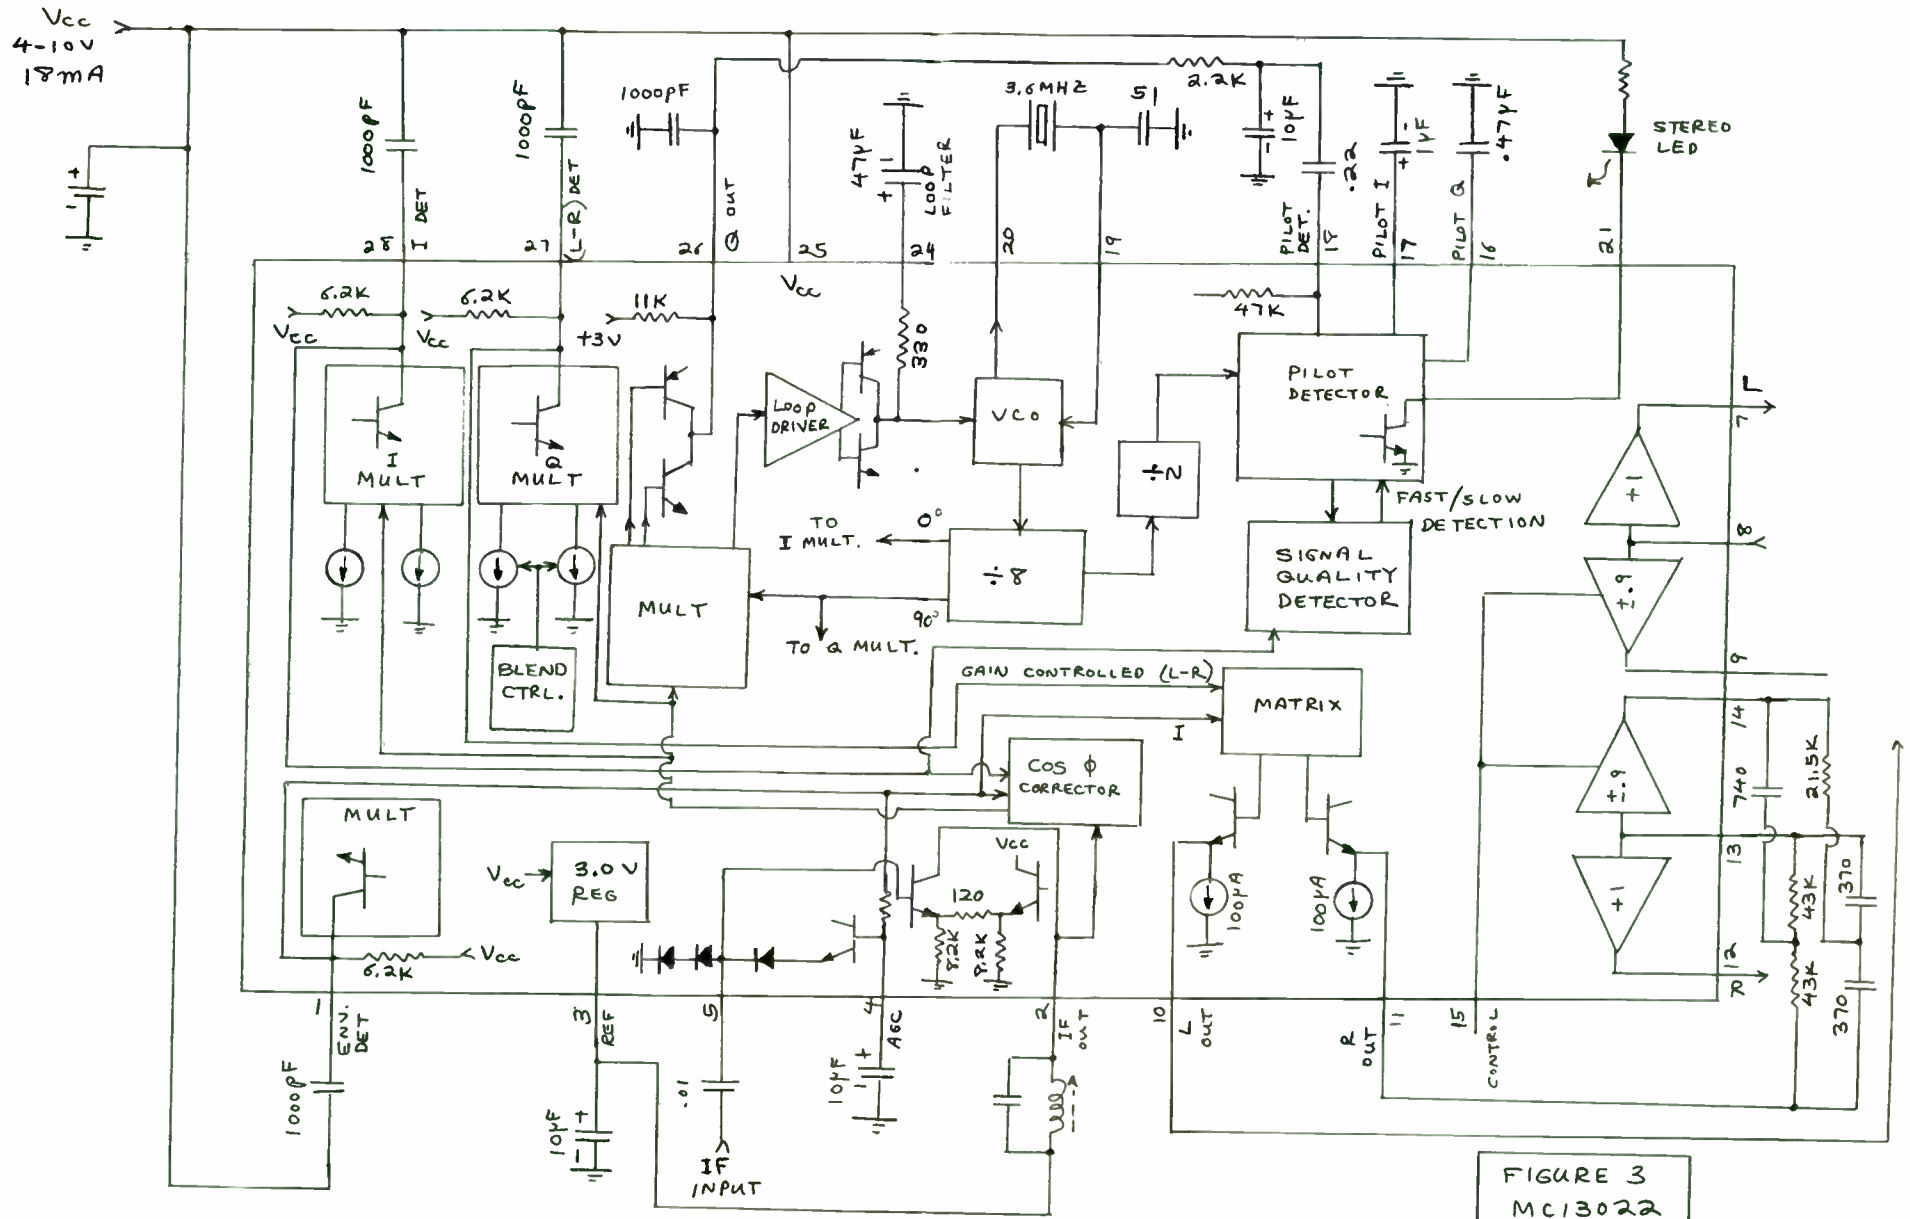 Vcc
4-10V
18mA
1000pF
I DET
28
1000pF
(L-R) DET
27
1000pF
Q OUT
26
25
Vcc
47µF
LOOP
FILTER
24
3.6MHZ
51
20
19
2.2K
10µF
.22
PILOT
DET.
18
1µF
PILOT I
17
.47µF
PILOT Q
16
STEREO
LED
21
6.2K
Vcc
6.2K
Vcc
11K
+3V
330
47K
I
MULT
Q
MULT
LOOP
DRIVER
VCO
÷N
PILOT
DETECTOR
FAST/SLOW
DETECTION
+1
L
7
8
TO
I MULT.
0°
÷8
90°
TO Q MULT.
SIGNAL
QUALITY
DETECTOR
±.9
9
MULT
BLEND
CTRL.
GAIN CONTROLLED (L-R)
I
MATRIX
COS ϕ
CORRECTOR
14
740
21.5K
±.9
13
43K
370
+1
12
R
43K
370
MULT
6.2K
Vcc
Vcc
3.0 V
REG
120
Vcc
8.2K
8.2K
100µA
100µA
1
ENV.
DET
3
REF
5
4
AGC
2
IF
OUT
10
L
OUT
11
R
OUT
15
CONTROL
1000pF
10µF
.01
IF
INPUT
10µF
FIGURE 3
MC13022